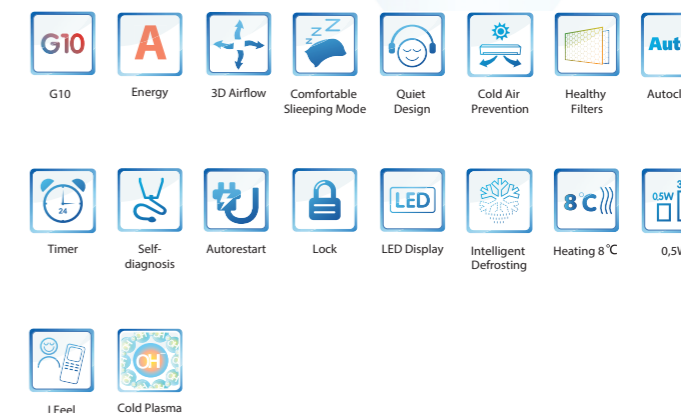 G10
A
Z Z Z
Aut
G10
Energy
3D Airflow
Comfortable
Slieeping Mode
Quiet
Design
Cold Air
Prevention
Healthy
Filters
Autocl
24
LED
8°C
0,5W
3
Timer
Self-
diagnosis
Autorestart
Lock
LED Display
Intelligent
Defrosting
Heating 8℃
0,5W
OH
I Feel
Cold Plasma